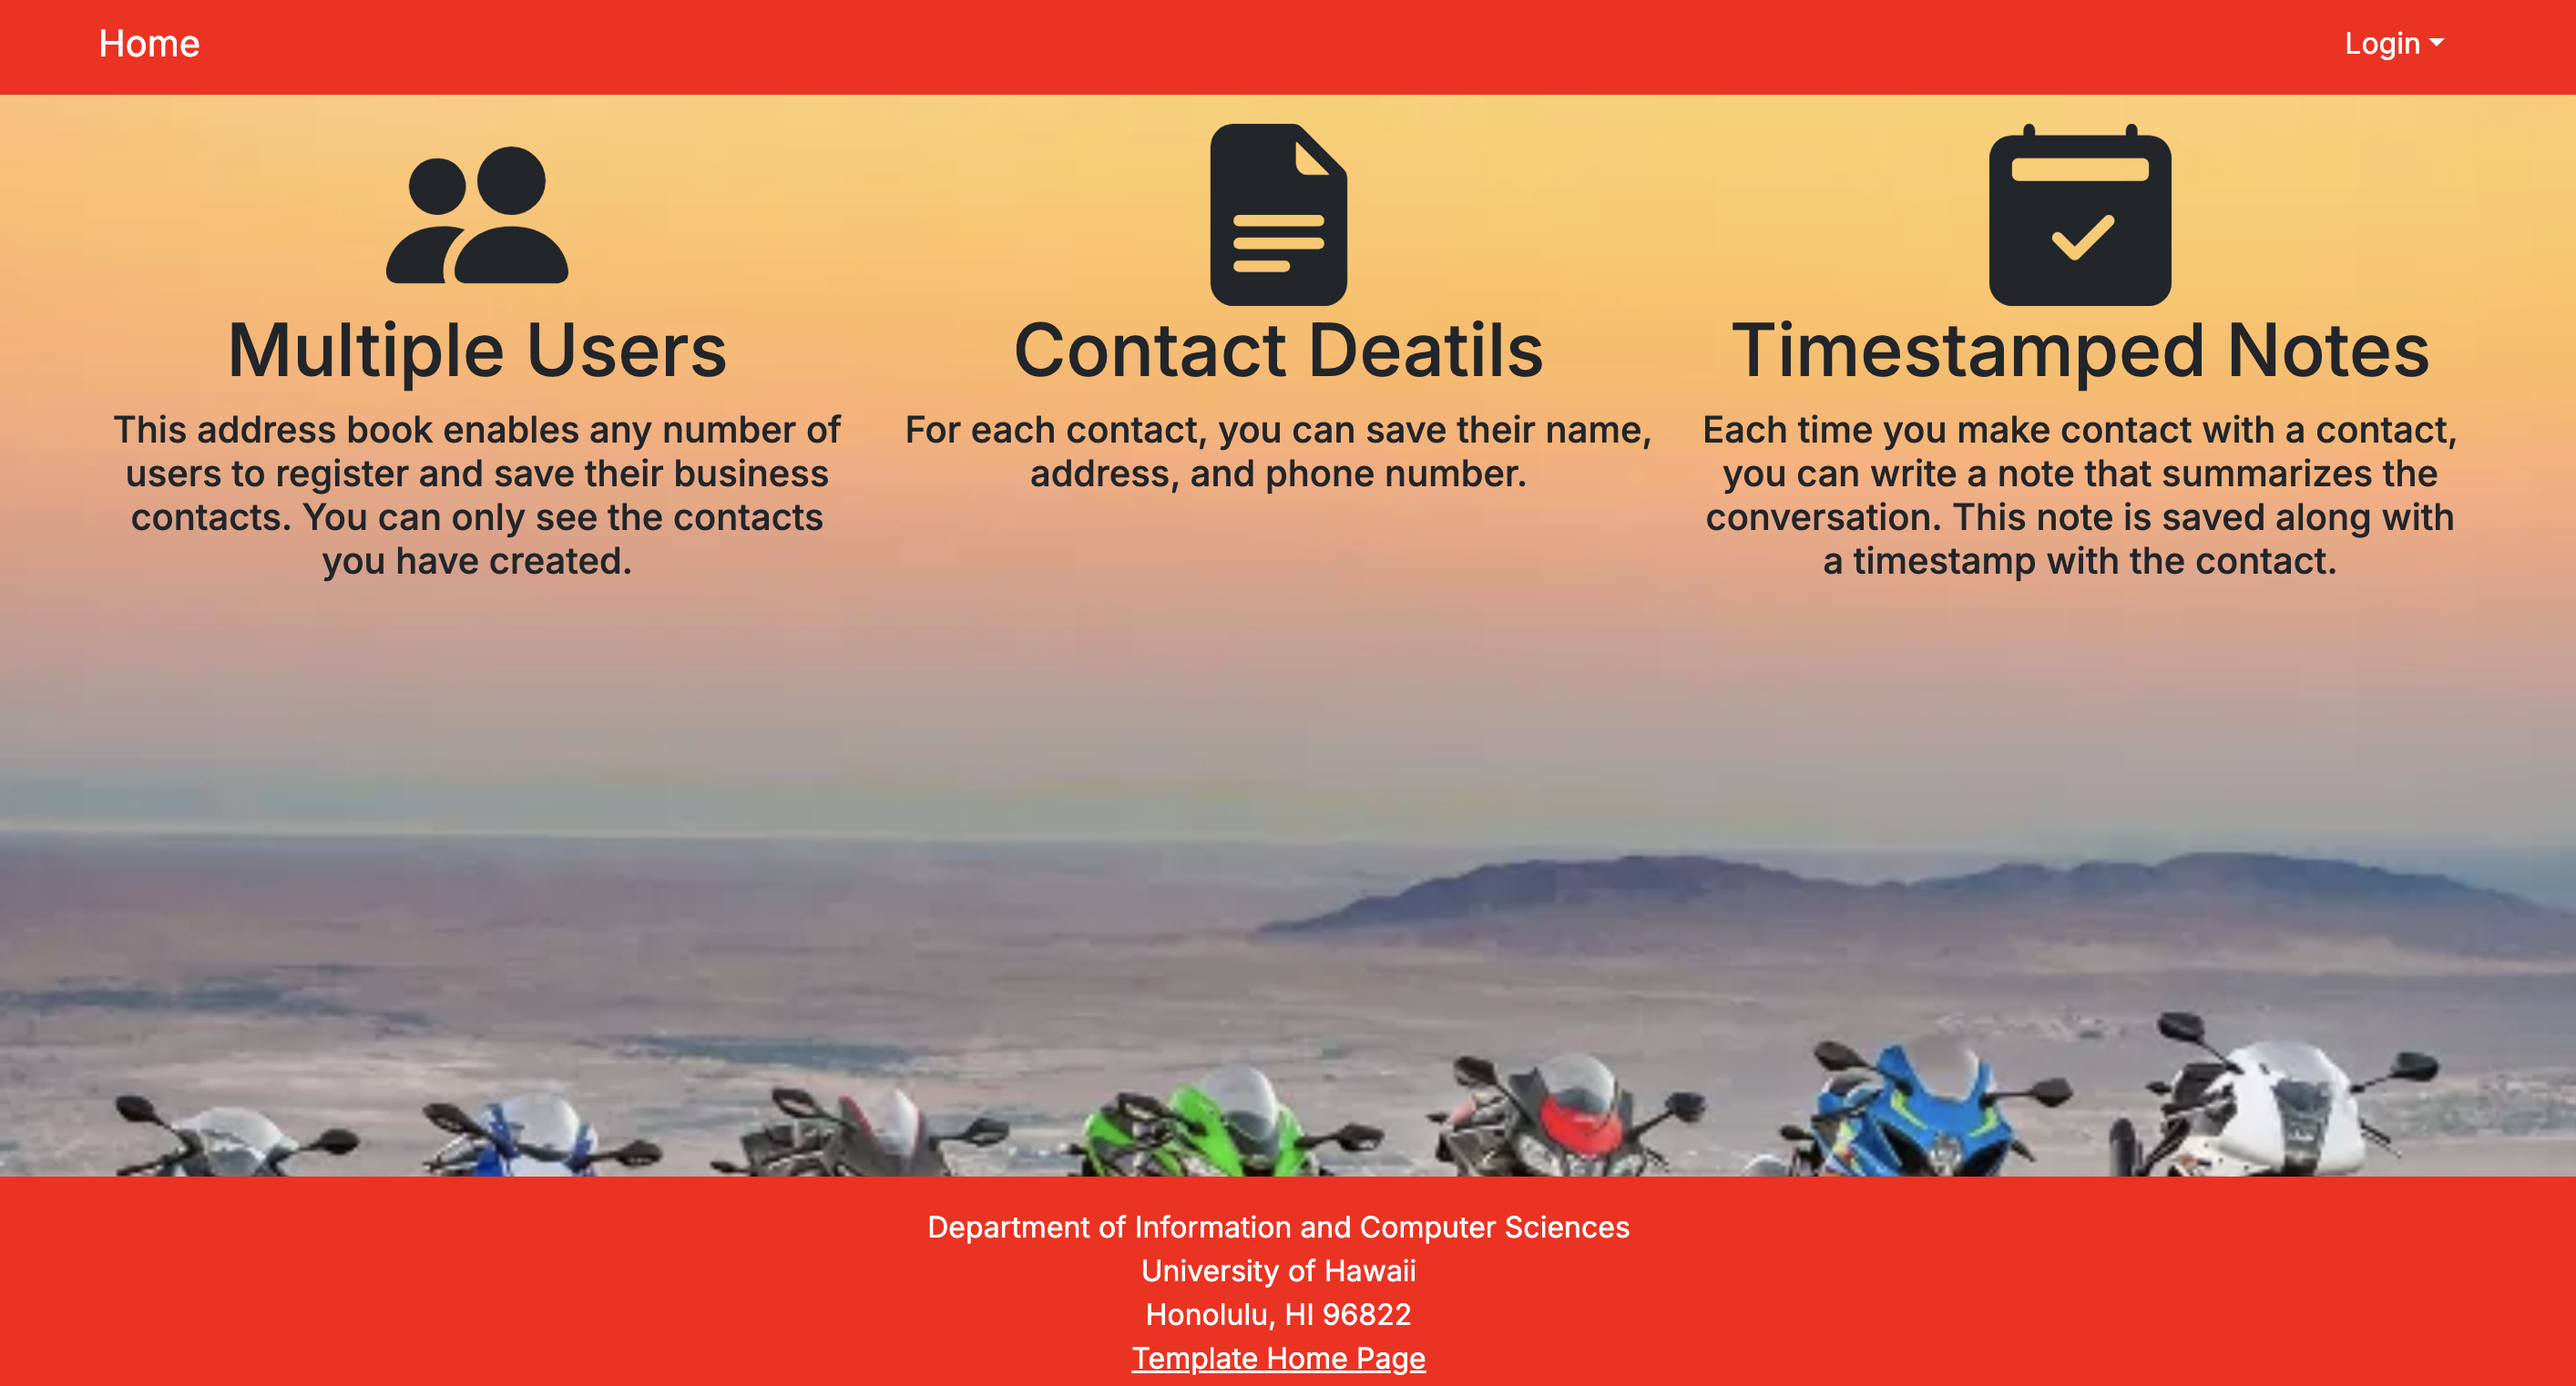 Home
Login
Multiple Users
This address book enables any number of
users to register and save their business
contacts. You can only see the contacts
you have created.
Contact Deatils
For each contact, you can save their name,
address, and phone number.
Timestamped Notes
Each time you make contact with a contact,
you can write a note that summarizes the
conversation. This note is saved along with
a timestamp with the contact.
Department of Information and Computer Sciences
University of Hawaii
Honolulu, HI 96822
Template Home Page